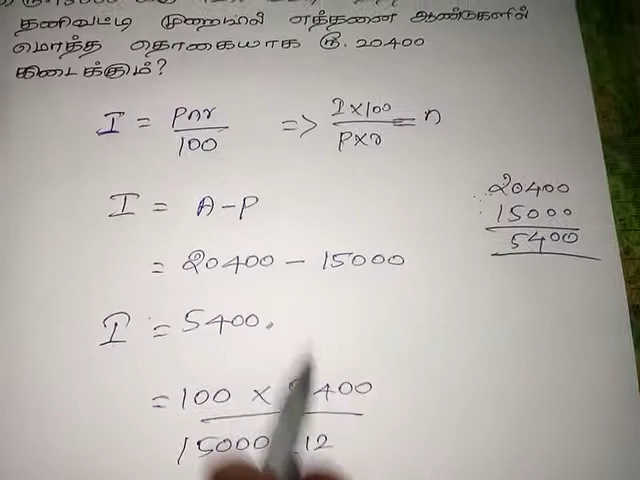 தனிவட்டி முறையில் எத்தனை ஆண்டுகளில்
மொத்த தொகையாக ரூ. 20400
கிடைக்கும்?
I = Pnr/100 => I×100/P×r = n
I = A-P
= 20400 - 15000
20400
15000
5400
I = 5400.
= 100 × 5400
15000 12